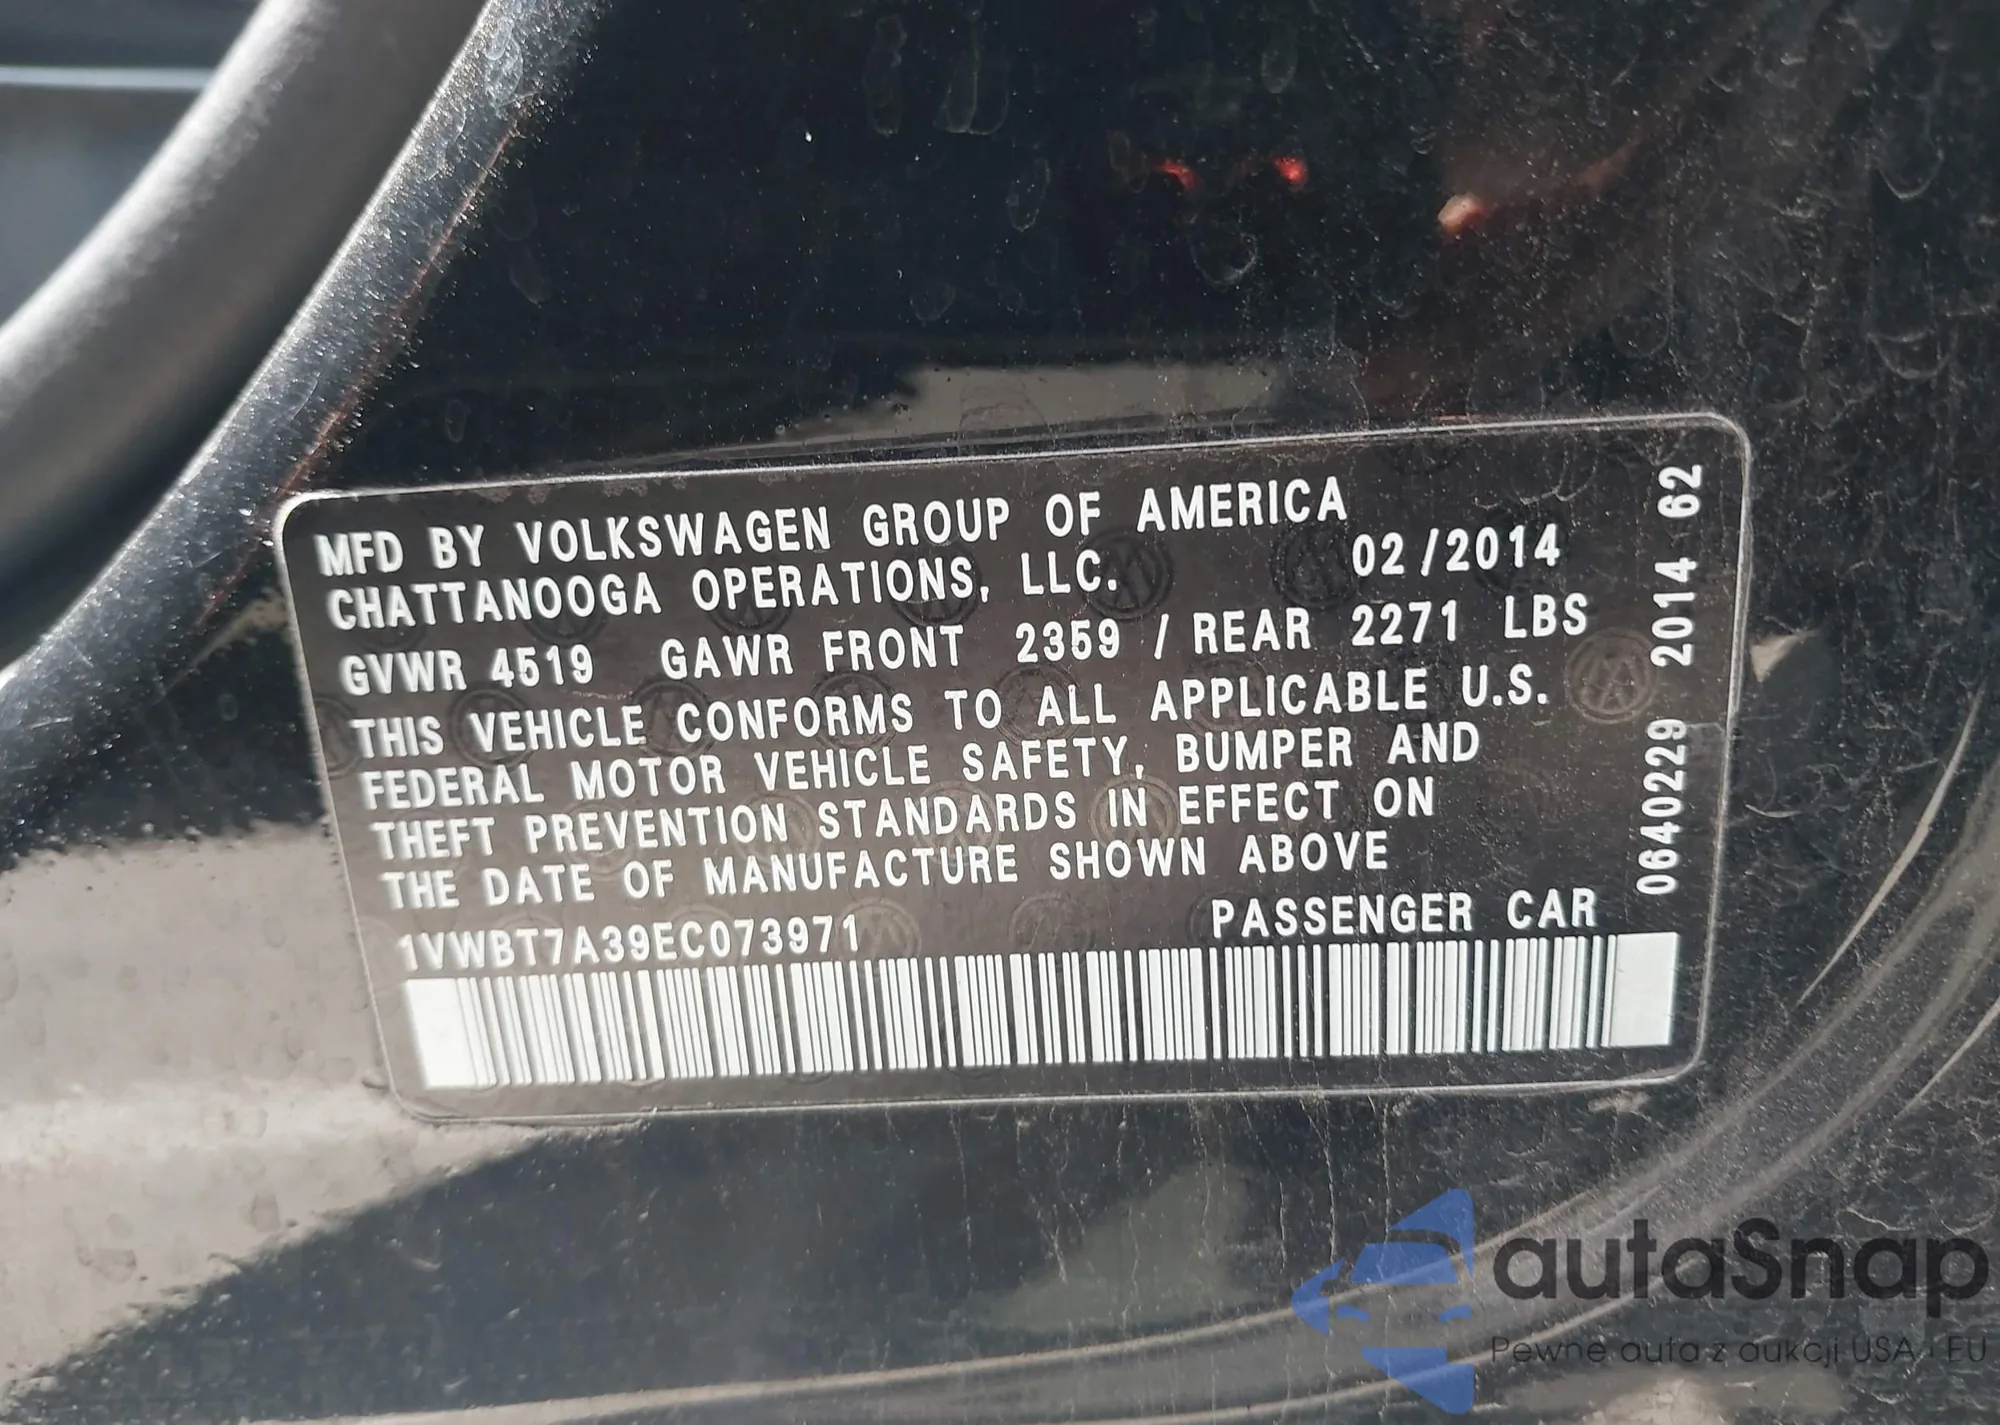 MFD BY VOLKSWAGEN GROUP OF AMERICA
CHATTANOOGA OPERATIONS, LLC. 02/2014
GVWR 4519 GAWR FRONT 2359 / REAR 2271 LBS
THIS VEHICLE CONFORMS TO ALL APPLICABLE U.S.
FEDERAL MOTOR VEHICLE SAFETY, BUMPER AND
THEFT PREVENTION STANDARDS IN EFFECT ON
THE DATE OF MANUFACTURE SHOWN ABOVE
1VWBT7A39EC073971 PASSENGER CAR
0640229 2014 62
autaSnap
Pewne auta z aukcji USA i EU